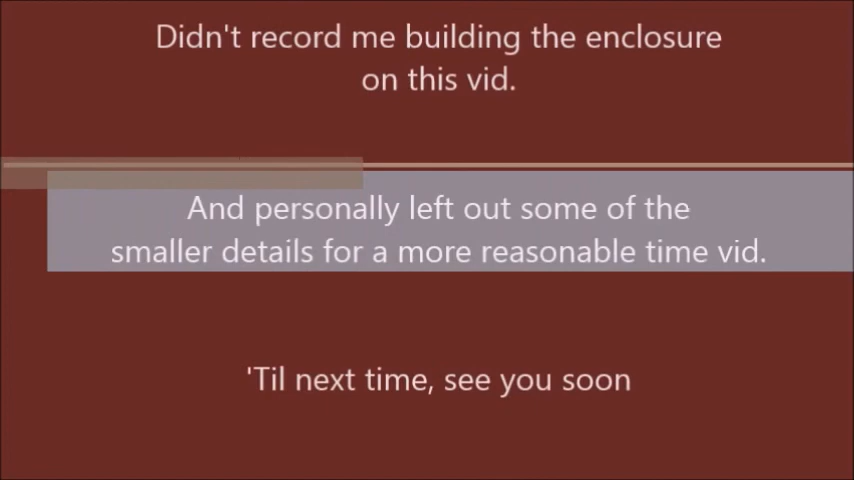 Didn't record me building the enclosure
on this vid.
And personally left out some of the
smaller details for a more reasonable time vid.
'Til next time, see you soon